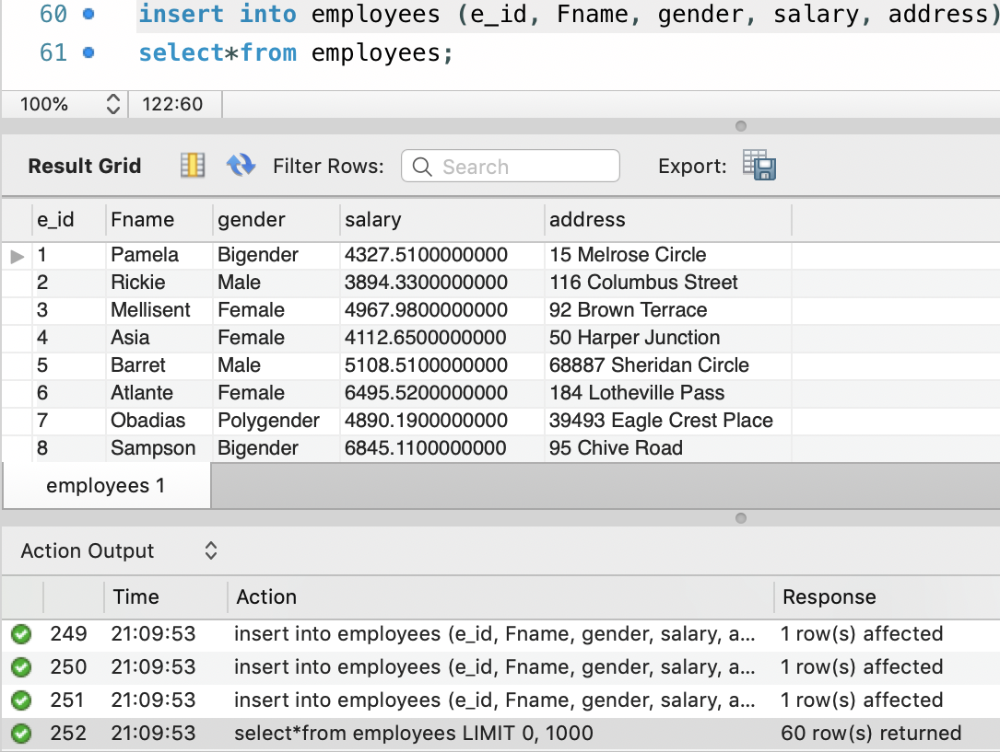 60 insert into employees (e_id, Fname, gender, salary, address)
61 select*from employees;
100% 122:60
Result Grid Filter Rows: Search Export:
e_id Fname gender salary address
1 Pamela Bigender 4327.5100000000 15 Melrose Circle
2 Rickie Male 3894.3300000000 116 Columbus Street
3 Mellisent Female 4967.9800000000 92 Brown Terrace
4 Asia Female 4112.6500000000 50 Harper Junction
5 Barret Male 5108.5100000000 68887 Sheridan Circle
6 Atlante Female 6495.5200000000 184 Lotheville Pass
7 Obadias Polygender 4890.1900000000 39493 Eagle Crest Place
8 Sampson Bigender 6845.1100000000 95 Chive Road
employees 1
Action Output
Time Action Response
249 21:09:53 insert into employees (e_id, Fname, gender, salary, a... 1 row(s) affected
250 21:09:53 insert into employees (e_id, Fname, gender, salary, a... 1 row(s) affected
251 21:09:53 insert into employees (e_id, Fname, gender, salary, a... 1 row(s) affected
252 21:09:53 select*from employees LIMIT 0, 1000 60 row(s) returned